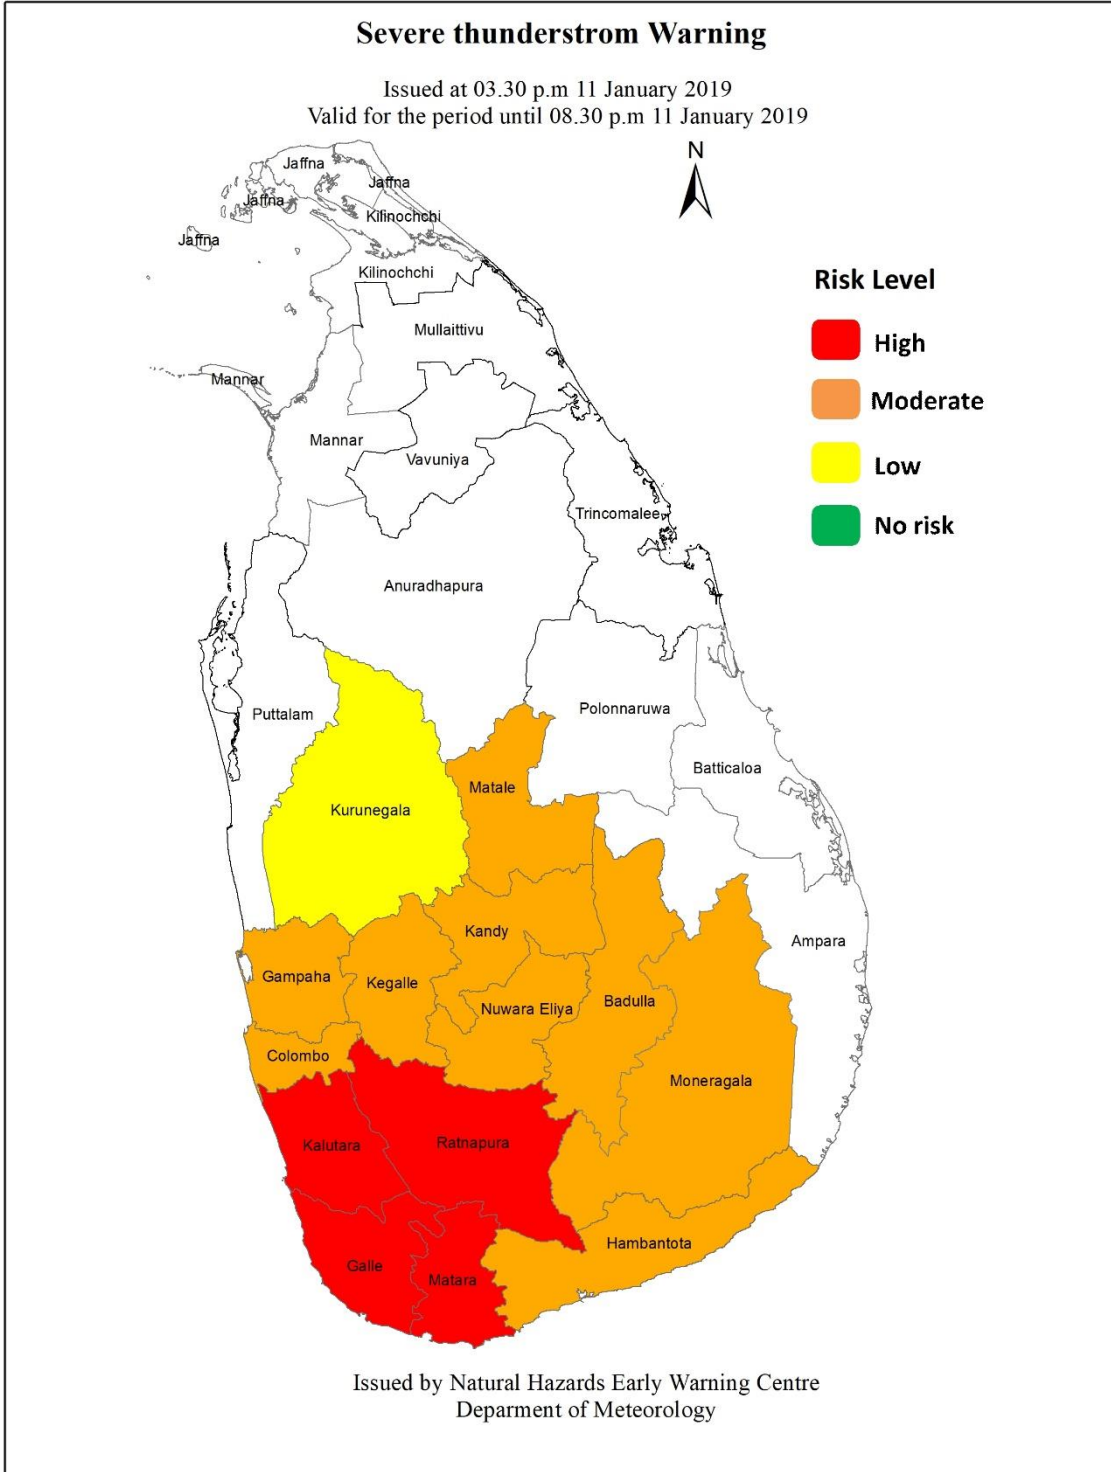 Severe thunderstrom Warning
Issued at 03.30 p.m 11 January 2019
Valid for the period until 08.30 p.m 11 January 2019
N
Jaffna
Jaffna
Jaffna
Kilinochchi
Jaffna
Kilinochchi
Risk Level
Mullaittivu
High
Mannar
Moderate
Mannar
Vavuniya
Low
Trincomalee
No risk
Anuradhapura
Puttalam
Polonnaruwa
Batticaloa
Matale
Kurunegala
Kandy
Ampara
Gampaha
Kegalle
Nuwara Eliya
Badulla
Colombo
Moneragala
Kalutara
Ratnapura
Hambantota
Galle
Matara
Issued by Natural Hazards Early Warning Centre
Deparment of Meteorology